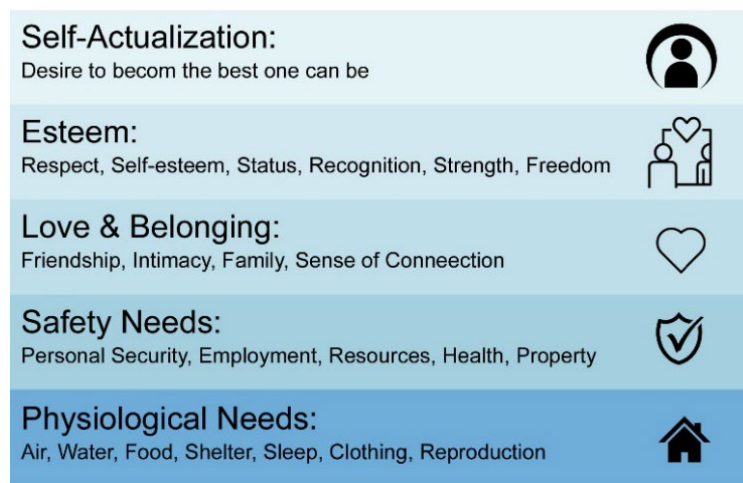 Self-Actualization:
Desire to becom the best one can be
Esteem:
Respect, Self-esteem, Status, Recognition, Strength, Freedom
Love & Belonging:
Friendship, Intimacy, Family, Sense of Conneection
Safety Needs:
Personal Security, Employment, Resources, Health, Property
Physiological Needs:
Air, Water, Food, Shelter, Sleep, Clothing, Reproduction